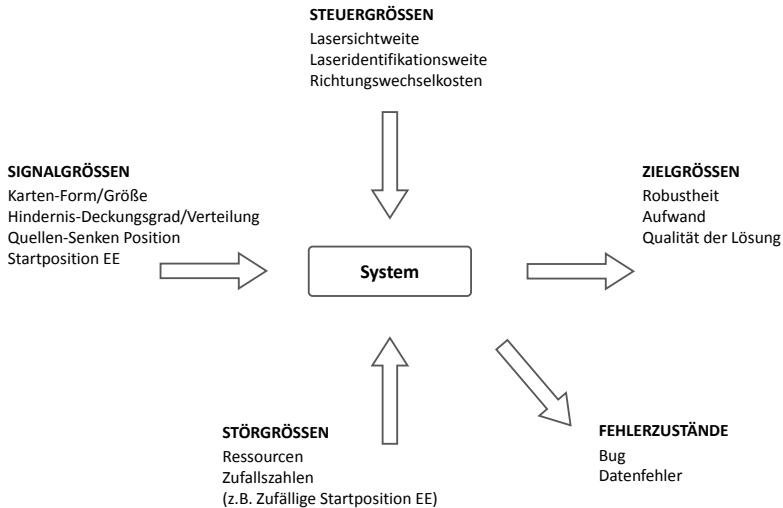 STEUERGRÖSSEN
Lasersichtweite
Laseridentifikationsweite
Richtungswechselkosten
SIGNALGRÖSSEN
Karten-Form/Größe
Hindernis-Deckungsgrad/Verteilung
Quellen-Senken Position
Startposition EE
System
ZIELGRÖSSEN
Robustheit
Aufwand
Qualität der Lösung
STÖRGRÖSSEN
Ressourcen
Zufallszahlen
(z.B. Zufällige Startposition EE)
FEHLERZUSTÄNDE
Bug
Datenfehler